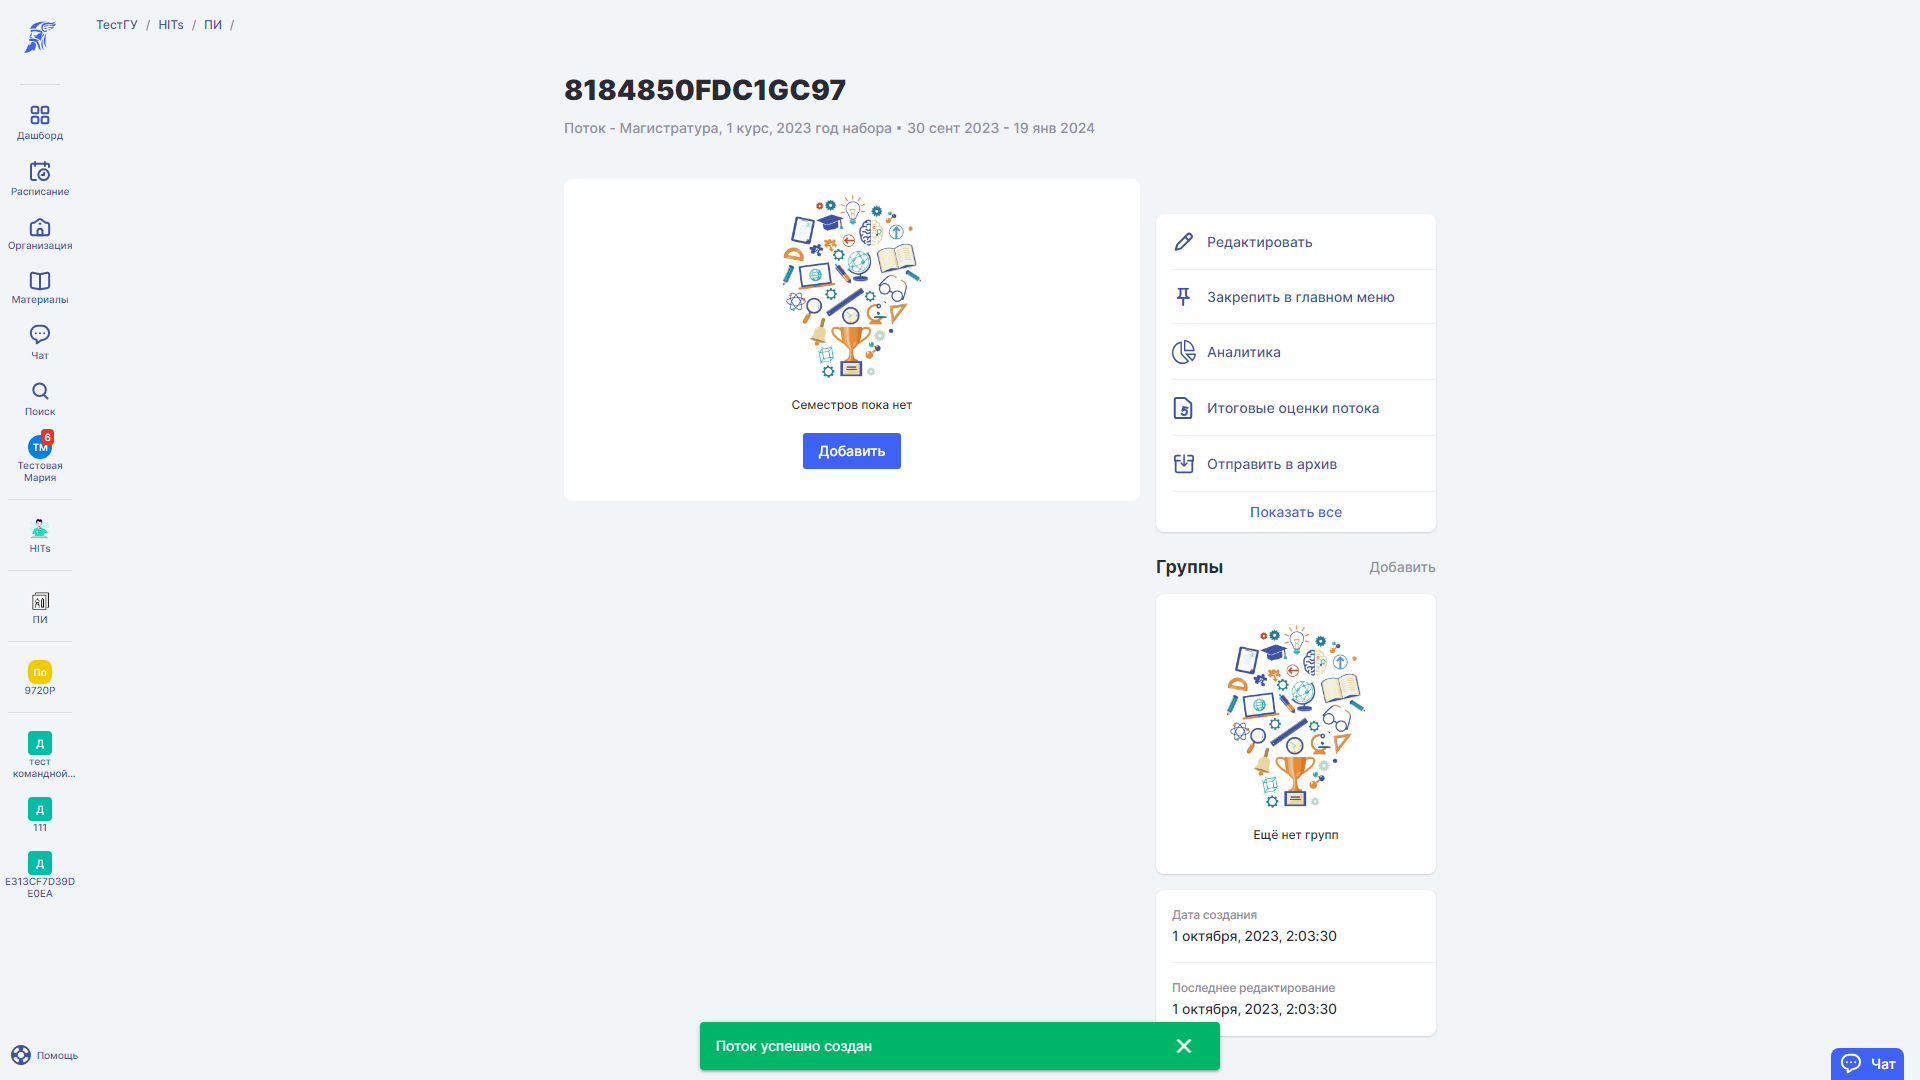 ТестГУ / HITs / ПИ /
Дашборд
Расписание
Организация
Материалы
Чат
Поиск
ТМ
6
Тестовая
Мария
HITs
ПИ
По
9720P
Д
тест
командной...
Д
111
Д
E313CF7D39D
E0EA
Помощь
8184850FDC1GC97
Поток - Магистратура, 1 курс, 2023 год набора • 30 сент 2023 - 19 янв 2024
Семестров пока нет
Добавить
Редактировать
Закрепить в главном меню
Аналитика
5
Итоговые оценки потока
Отправить в архив
Показать все
Группы
Добавить
Ещё нет групп
Дата создания
1 октября, 2023, 2:03:30
Последнее редактирование
1 октября, 2023, 2:03:30
Поток успешно создан
Чат